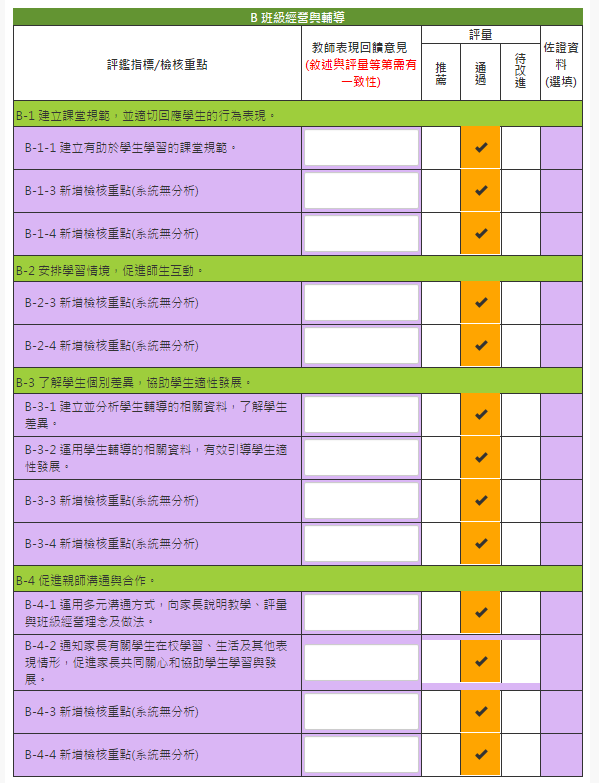 B 班級經營與輔導
評鑑指標/檢核重點
教師表現回饋意見
(敘述與評量等第需有
一致性)
評量
推薦
通過
待改進
佐證資
料
(選填)
B-1 建立課堂規範，並適切回應學生的行為表現。
B-1-1 建立有助於學生學習的課堂規範。
B-1-3 新增檢核重點(系統無分析)
B-1-4 新增檢核重點(系統無分析)
B-2 安排學習情境，促進師生互動。
B-2-3 新增檢核重點(系統無分析)
B-2-4 新增檢核重點(系統無分析)
B-3 了解學生個別差異，協助學生適性發展。
B-3-1 建立並分析學生輔導的相關資料，了解學生
差異。
B-3-2 運用學生輔導的相關資料，有效引導學生適
性發展。
B-3-3 新增檢核重點(系統無分析)
B-3-4 新增檢核重點(系統無分析)
B-4 促進親師溝通與合作。
B-4-1 運用多元溝通方式，向家長說明教學、評量
與班級經營理念及做法。
B-4-2 通知家長有關學生在校學習、生活及其他表
現情形，促進家長共同關心和協助學生學習與發
展。
B-4-3 新增檢核重點(系統無分析)
B-4-4 新增檢核重點(系統無分析)